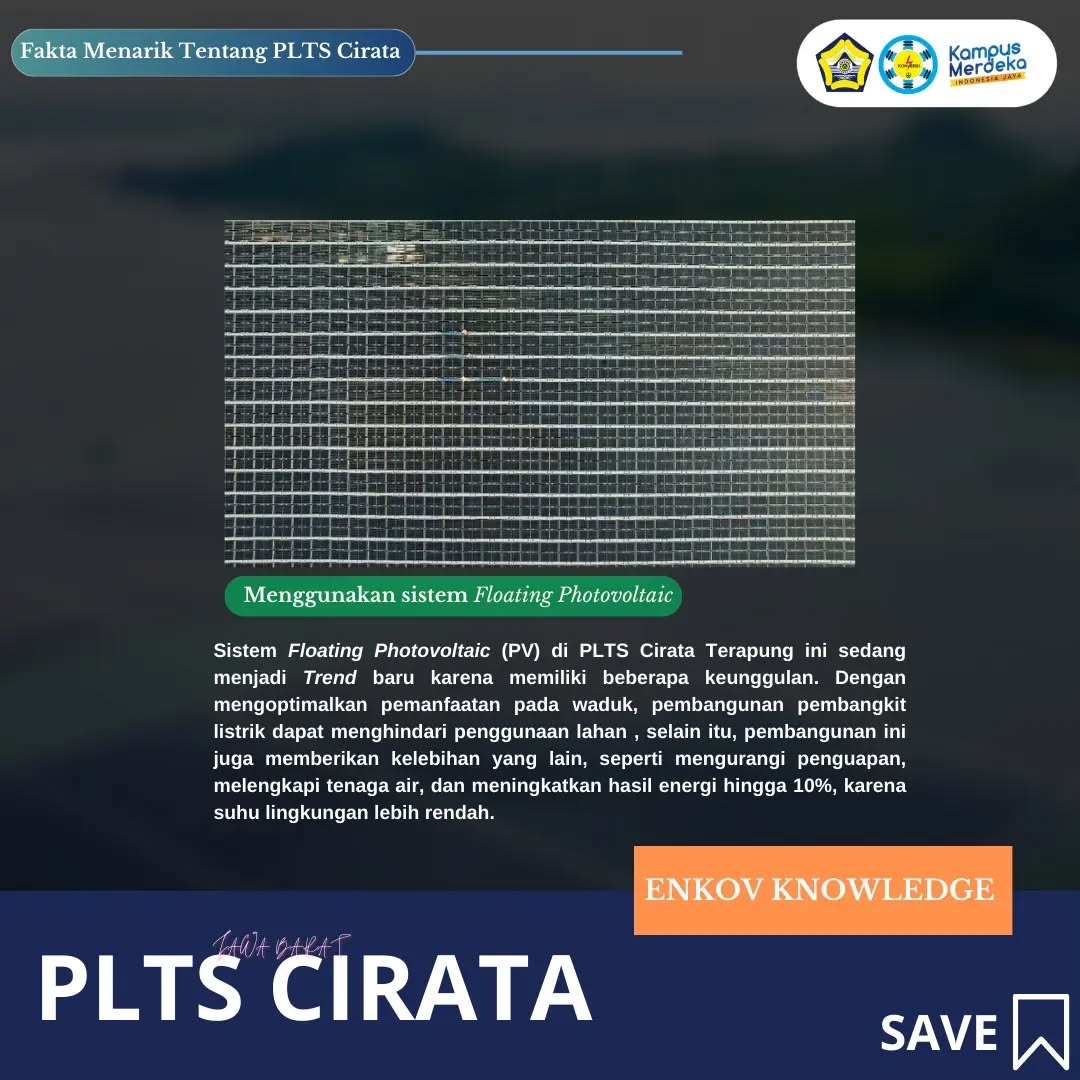 Fakta Menarik Tentang PLTS Cirata
Kampus
Merdeka
INDONESIA JAYA
Menggunakan sistem Floating Photovoltaic
Sistem Floating Photovoltaic (PV) di PLTS Cirata Terapung ini sedang
menjadi Trend baru karena memiliki beberapa keunggulan. Dengan
mengoptimalkan pemanfaatan pada waduk, pembangunan pembangkit
listrik dapat menghindari penggunaan lahan , selain itu, pembangunan ini
juga memberikan kelebihan yang lain, seperti mengurangi penguapan,
melengkapi tenaga air, dan meningkatkan hasil energi hingga 10%, karena
suhu lingkungan lebih rendah.
ENKOV KNOWLEDGE
JAWA BARAT
PLTS CIRATA
SAVE